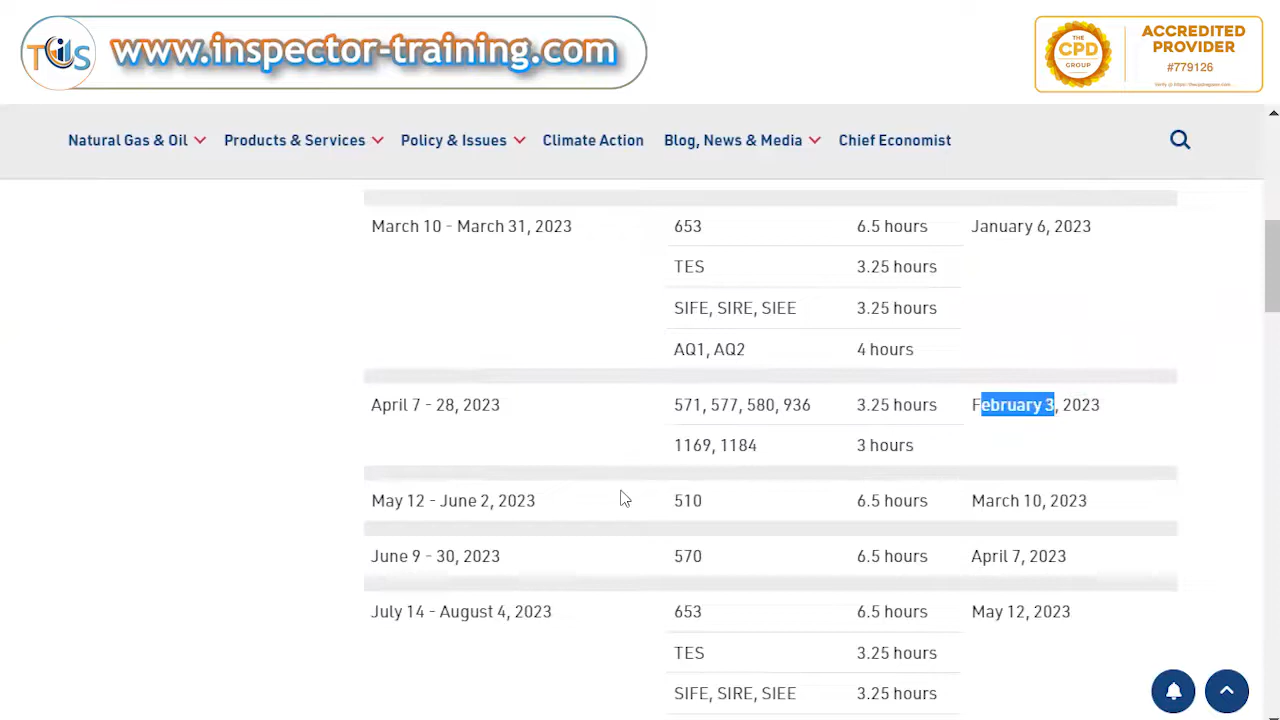 TCIS
www.inspector-training.com
THE
CPD
GROUP
ACCREDITED
PROVIDER
#779126
Natural Gas & Oil Products & Services Policy & Issues Climate Action Blog, News & Media Chief Economist
March 10 - March 31, 2023 653 6.5 hours January 6, 2023
TES 3.25 hours
SIFE, SIRE, SIEE 3.25 hours
AQ1, AQ2 4 hours
April 7 - 28, 2023 571, 577, 580, 936 3.25 hours February 3, 2023
1169, 1184 3 hours
May 12 - June 2, 2023 510 6.5 hours March 10, 2023
June 9 - 30, 2023 570 6.5 hours April 7, 2023
July 14 - August 4, 2023 653 6.5 hours May 12, 2023
TES 3.25 hours
SIFE, SIRE, SIEE 3.25 hours